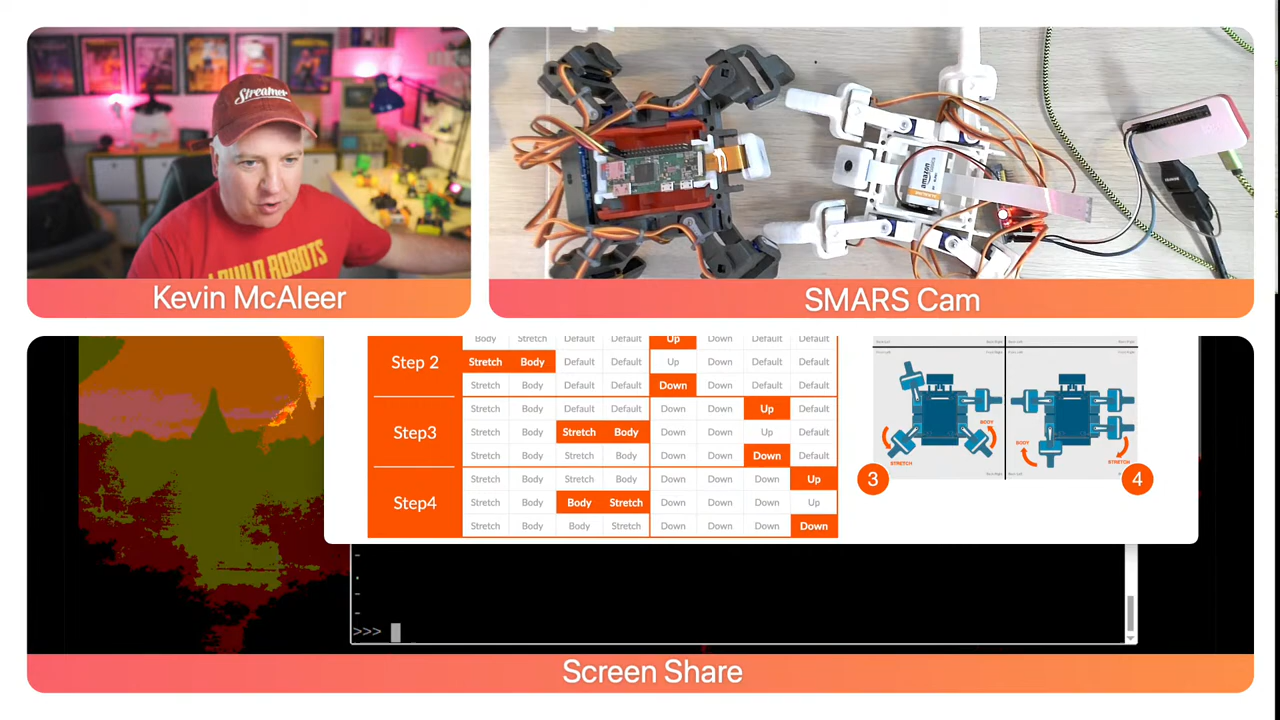 Streamer
I BUILD ROBOTS
Kevin McAleer
amazon
SMARS Cam
Body Stretch Default Default Up Down Default Default
Step 2 Stretch Body Default Default Up Down Default Default
Stretch Body Default Default Down Down Default Default
Stretch Body Default Default Down Down Up Default
Step3 Stretch Body Stretch Body Down Down Up Default
Stretch Body Stretch Body Down Down Down Default
Stretch Body Stretch Body Down Down Down Up
Step4 Stretch Body Body Stretch Down Down Down Up
Stretch Body Body Stretch Down Down Down Down
BODY
STRETCH
3
BODY
STRETCH
4
>>>
Screen Share